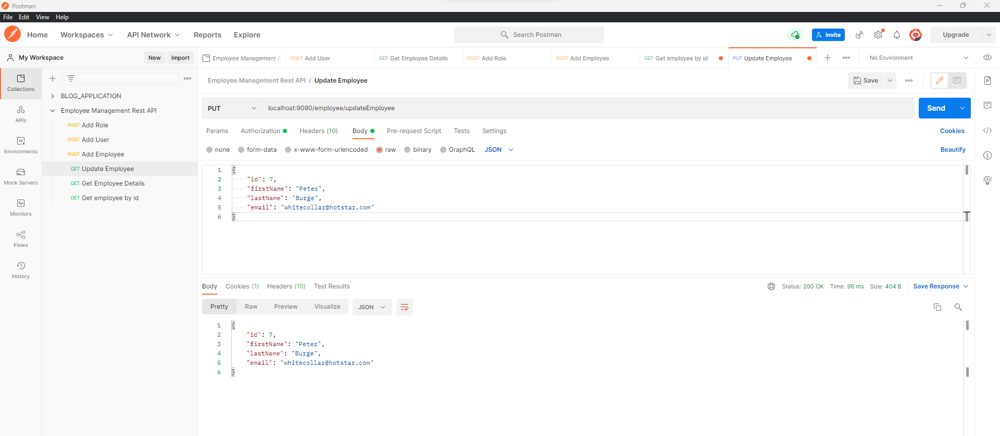 Postman
File Edit View Help
Home Workspaces API Network Reports Explore Search Postman Invite Upgrade
My Workspace New Import
Employee Management R POST Add User GET Get Employee Details POST Add Role POST Add Employee GET Get employee by id PUT Update Employee No Environment
Collections
APIs
Environments
Mock Servers
Monitors
Flows
History
BLOG_APPLICATION
Employee Management Rest API
POST Add Role
POST Add User
POST Add Employee
GET Update Employee
GET Get Employee Details
GET Get employee by id
Employee Management Rest API / Update Employee Save
PUT localhost:9090/employee/updateEmployee Send
Params Authorization Headers (10) Body Pre-request Script Tests Settings Cookies
none form-data x-www-form-urlencoded raw binary GraphQL JSON Beautify
1 {
2 "id": 7,
3 "firstName": "Peter",
4 "lastName": "Burge",
5 "email": "whitecollar@hotstar.com"
6 }
Body Cookies (1) Headers (10) Test Results Status: 200 OK Time: 98 ms Size: 404 B Save Response
Pretty Raw Preview Visualize JSON
1 {
2 "id": 7,
3 "firstName": "Peter",
4 "lastName": "Burge",
5 "email": "whitecollar@hotstar.com"
6 }